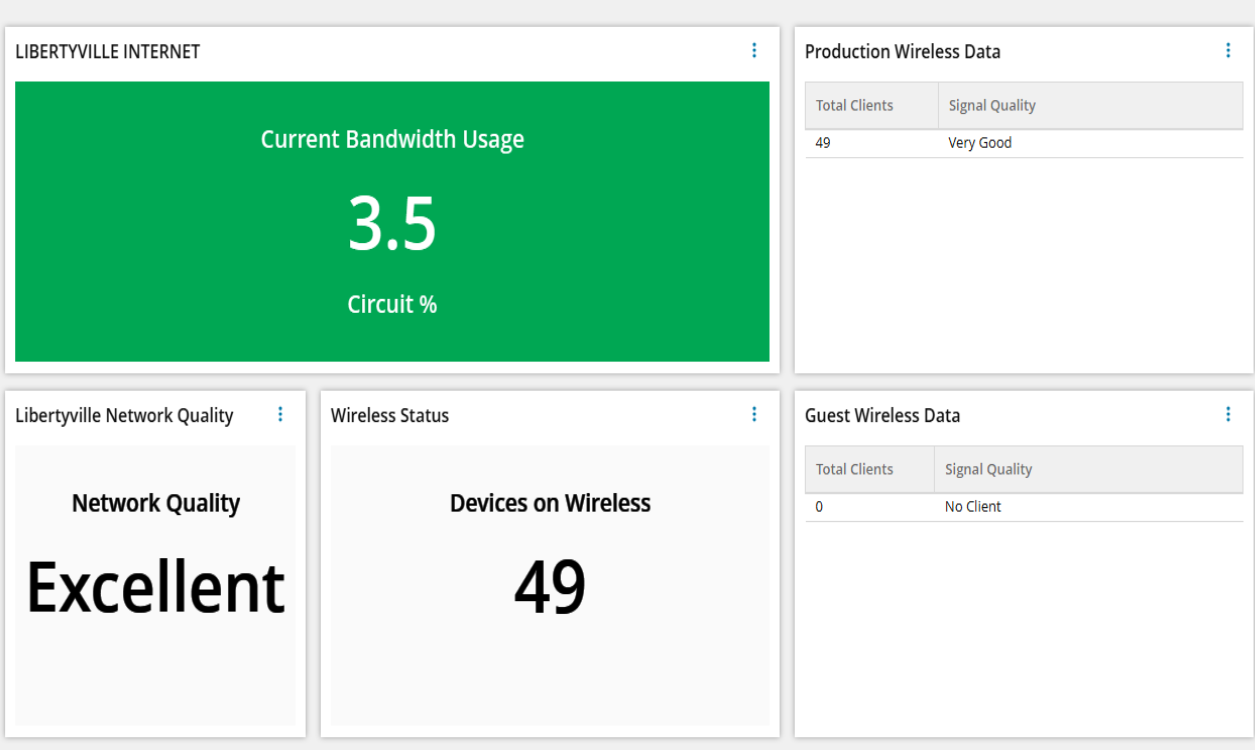 LIBERTYVILLE INTERNET
Current Bandwidth Usage
3.5
Circuit %
Production Wireless Data
Total Clients Signal Quality
49 Very Good
Libertyville Network Quality
Network Quality
Excellent
Wireless Status
Devices on Wireless
49
Guest Wireless Data
Total Clients Signal Quality
0 No Client